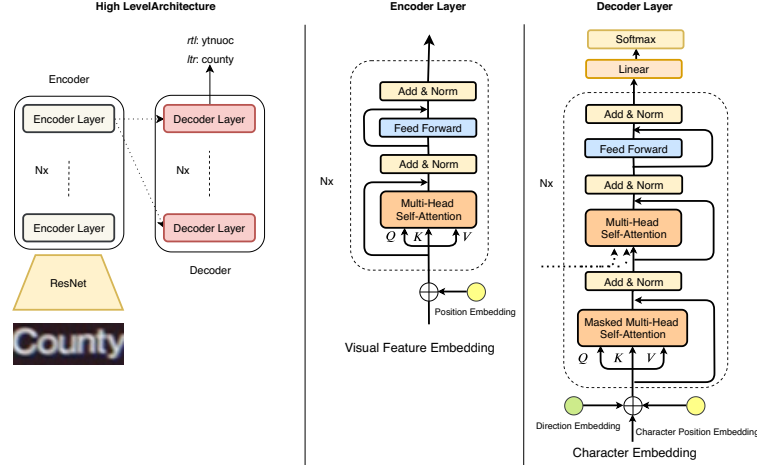 High LevelArchitecture
rtl: ytnuoc
ltr: county
Encoder
Encoder Layer
Decoder Layer
Nx
Nx
Encoder Layer
Decoder Layer
Decoder
ResNet
County
Encoder Layer
Add & Norm
Feed Forward
Add & Norm
Nx
Multi-Head
Self-Attention
Q K V
Position Embedding
Visual Feature Embedding
Decoder Layer
Softmax
Linear
Add & Norm
Feed Forward
Nx
Add & Norm
Multi-Head
Self-Attention
Add & Norm
Masked Multi-Head
Self-Attention
Q K V
Direction Embedding
Character Position Embedding
Character Embedding